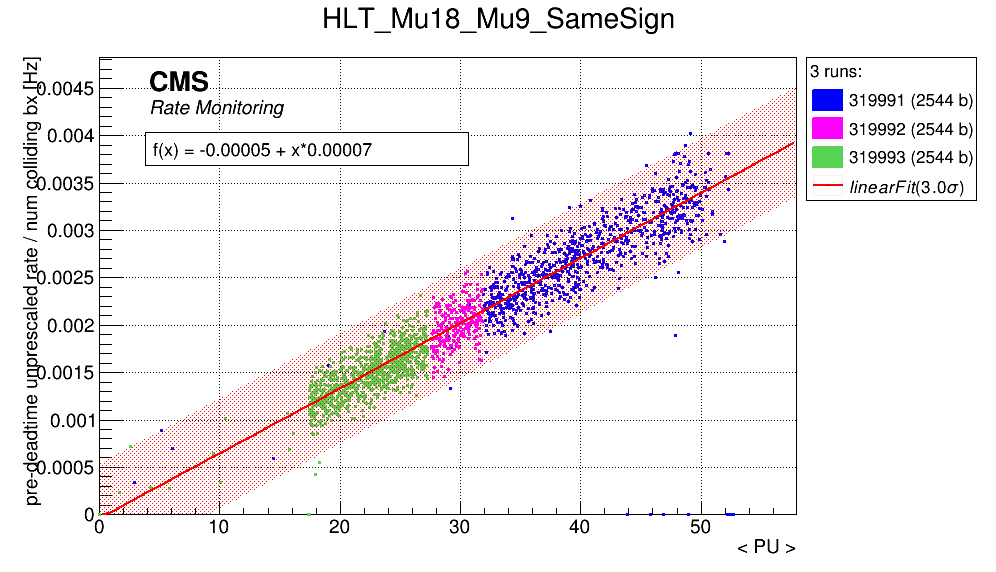 HLT_Mu18_Mu9_SameSign
pre-deadtime unprescaled rate / num colliding bx [Hz]
CMS
Rate Monitoring
f(x) = -0.00005 + x*0.00007
0.0045
0.004
0.0035
0.003
0.0025
0.002
0.0015
0.001
0.0005
0
0 10 20 30 40 50
< PU >
3 runs:
319991 (2544 b)
319992 (2544 b)
319993 (2544 b)
linearFit(3.0σ)